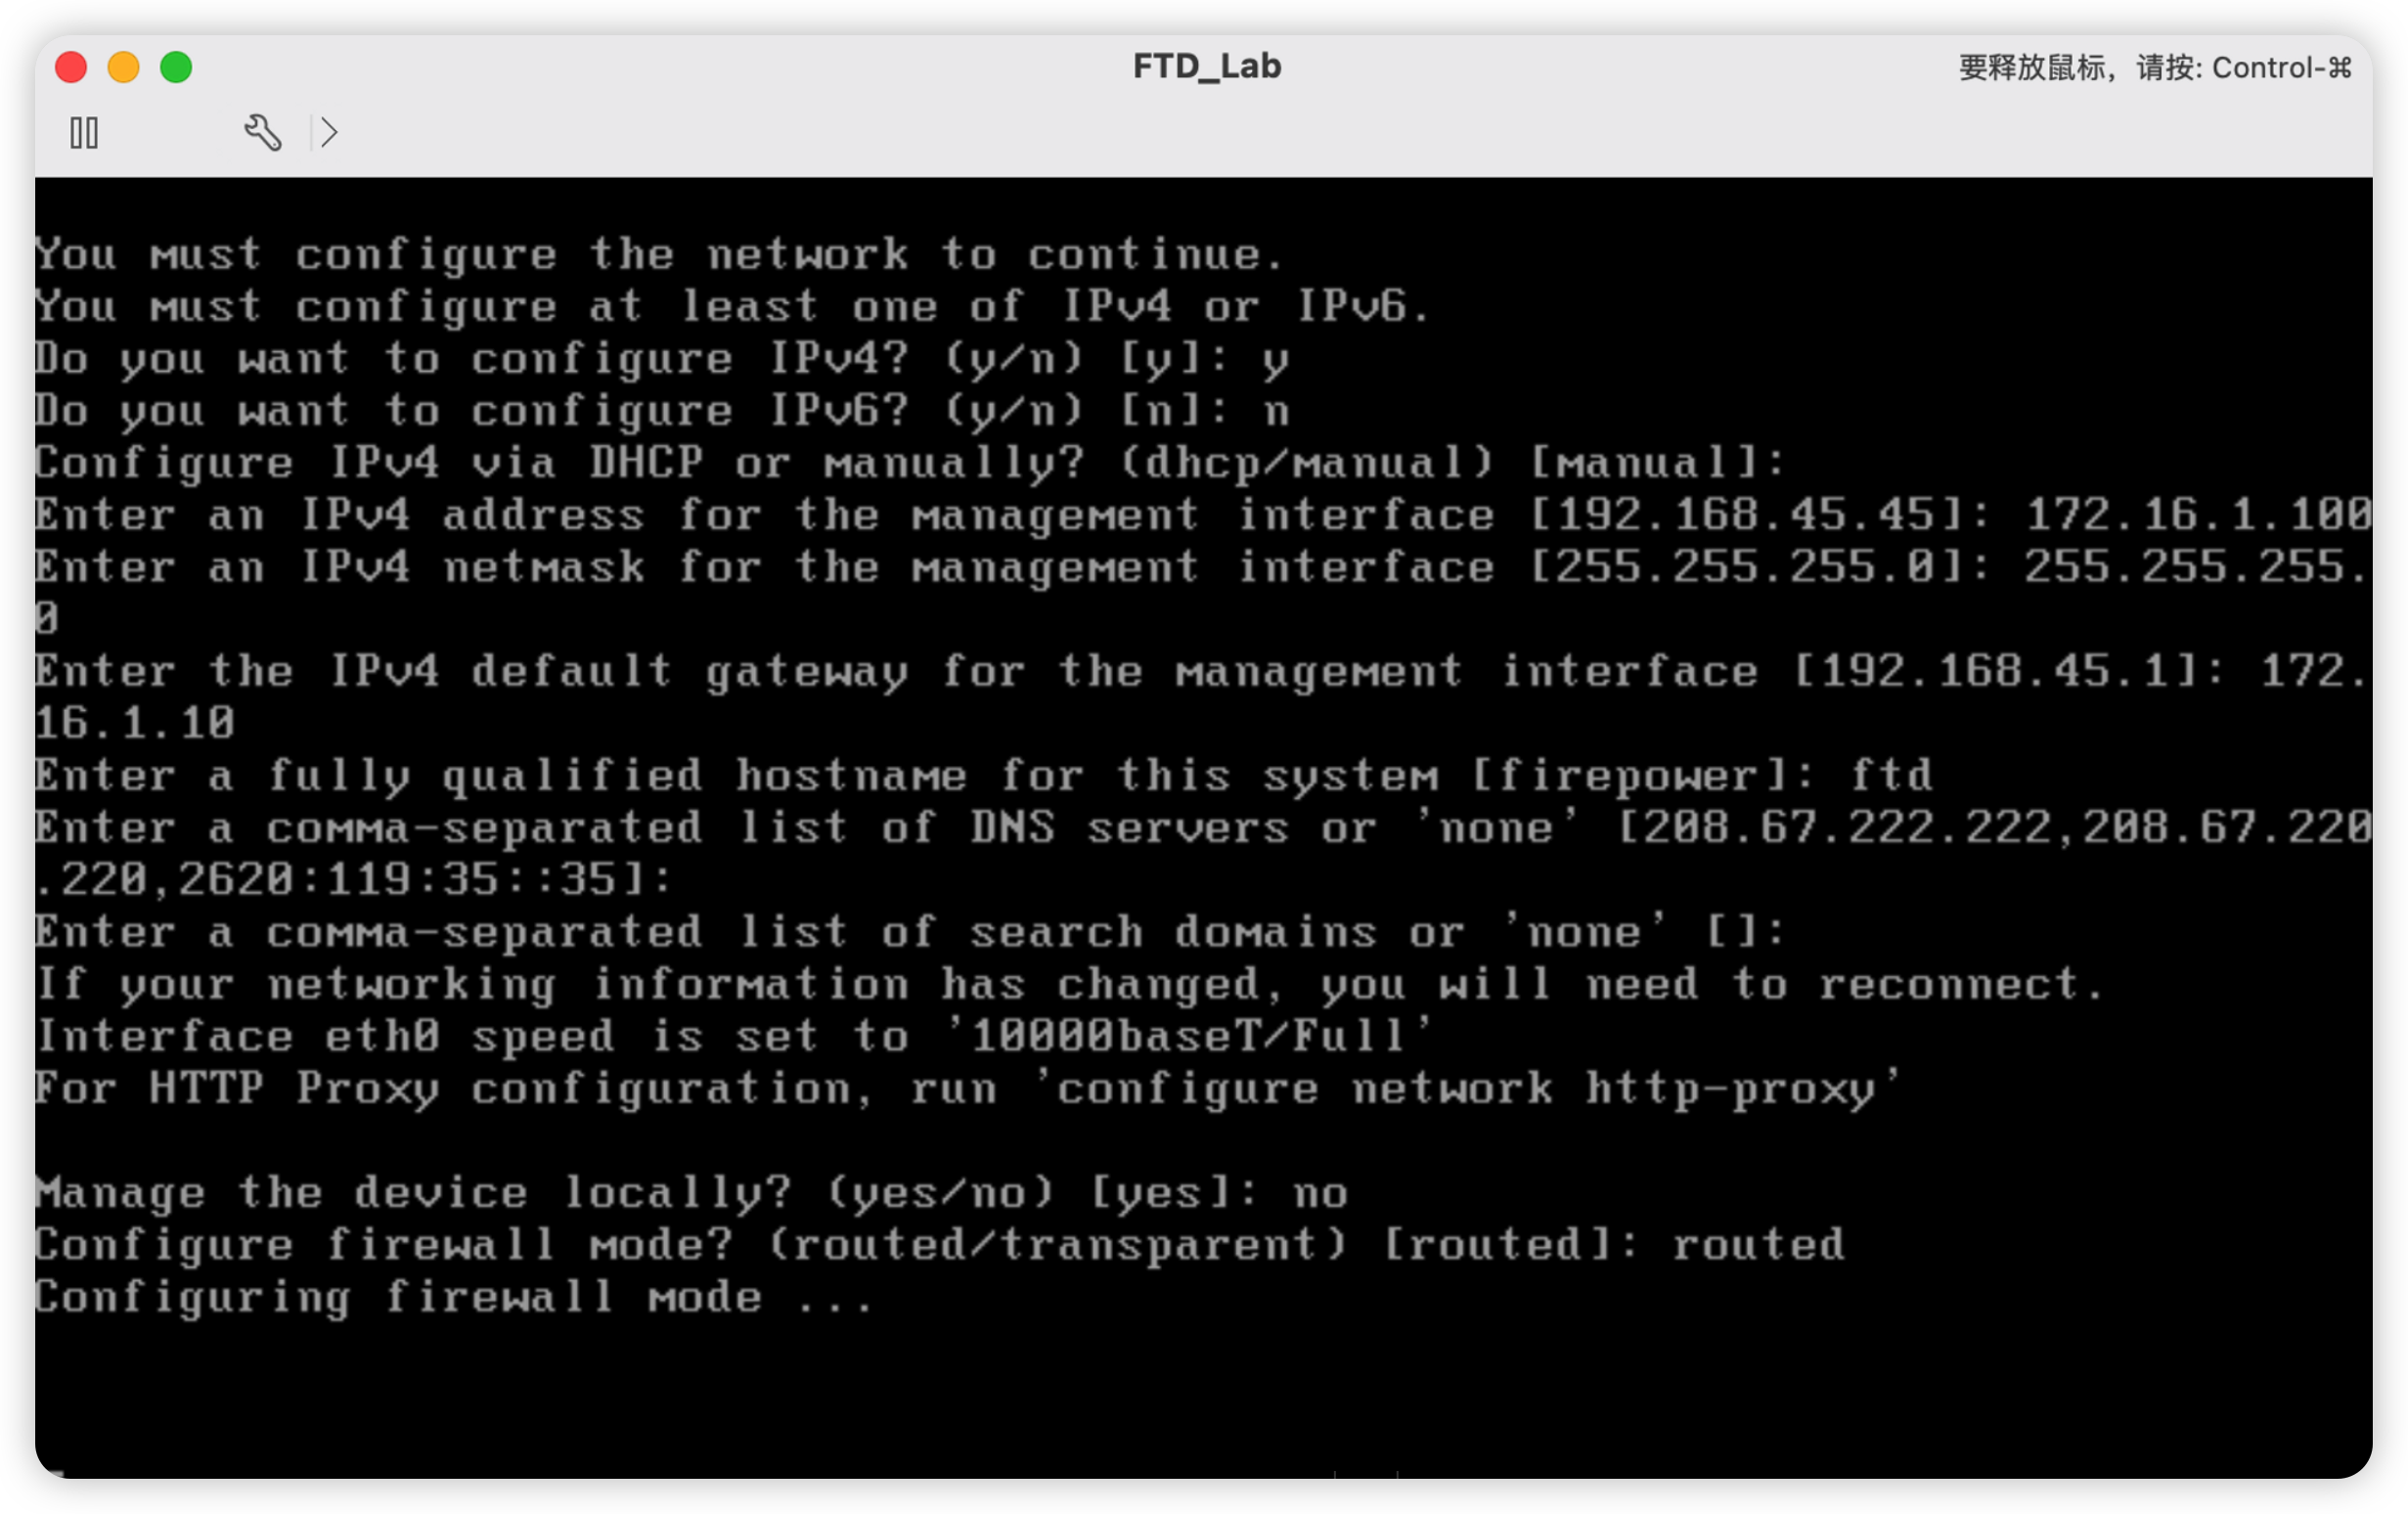 FTD_Lab
要释放鼠标，请按: Control-⌘
You must configure the network to continue.
You must configure at least one of IPv4 or IPv6.
Do you want to configure IPv4? (y/n) [y]: y
Do you want to configure IPv6? (y/n) [n]: n
Configure IPv4 via DHCP or manually? (dhcp/manual) [manual]:
Enter an IPv4 address for the management interface [192.168.45.45]: 172.16.1.100
Enter an IPv4 netmask for the management interface [255.255.255.0]: 255.255.255.
0
Enter the IPv4 default gateway for the management interface [192.168.45.1]: 172.
16.1.10
Enter a fully qualified hostname for this system [firepower]: ftd
Enter a comma-separated list of DNS servers or 'none' [208.67.222.222,208.67.220
.220,2620:119:35::35]:
Enter a comma-separated list of search domains or 'none' []:
If your networking information has changed, you will need to reconnect.
Interface eth0 speed is set to '10000baseT/Full'
For HTTP Proxy configuration, run 'configure network http-proxy'
Manage the device locally? (yes/no) [yes]: no
Configure firewall mode? (routed/transparent) [routed]: routed
Configuring firewall mode ...